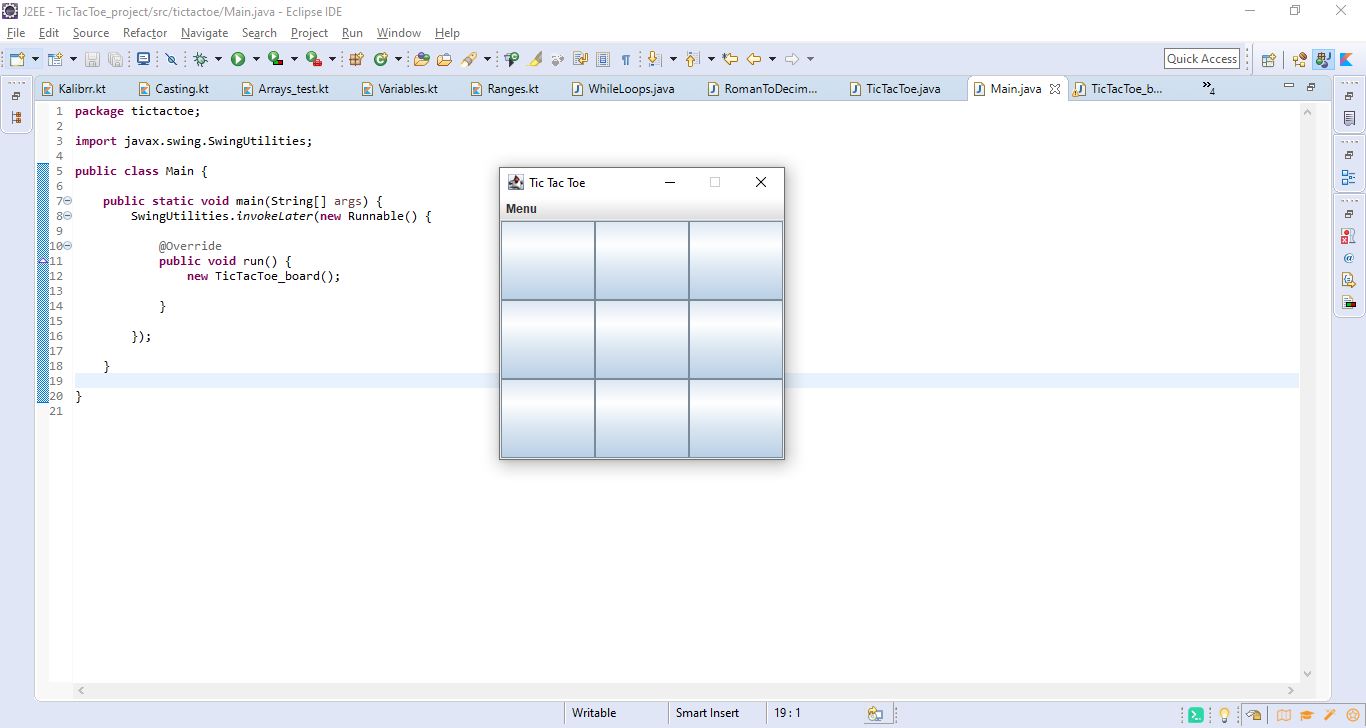 J2EE - TicTacToe_project/src/tictactoe/Main.java - Eclipse IDE
File Edit Source Refactor Navigate Search Project Run Window Help
Quick Access
Kalibrr.kt Casting.kt Arrays_test.kt Variables.kt Ranges.kt WhileLoops.java RomanToDecim... TicTacToe.java Main.java TicTacToe_b... »4
1 package tictactoe;
2
3 import javax.swing.SwingUtilities;
4
5 public class Main {
6
7 public static void main(String[] args) {
8 SwingUtilities.invokeLater(new Runnable() {
9
10 @Override
11 public void run() {
12 new TicTacToe_board();
13
14 }
15
16 });
17
18 }
19
20 }
21
Tic Tac Toe
Menu
Writable Smart Insert 19 : 1